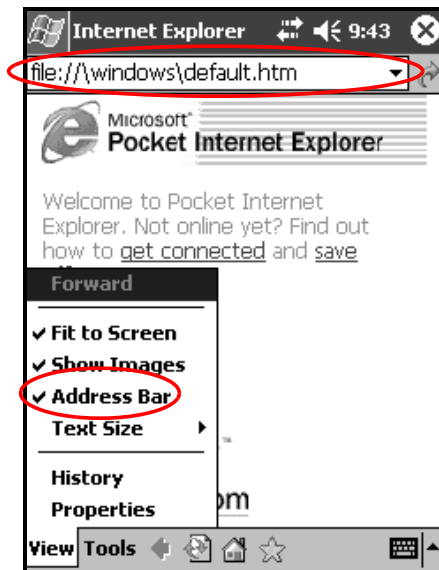 Internet Explorer 9:43
file://\windows\default.htm
Microsoft®
Pocket Internet Explorer
Welcome to Pocket Internet
Explorer. Not online yet? Find out
how to get connected and save
Forward
Fit to Screen
Show Images
Address Bar
Text Size
™
History
Properties
om
View Tools